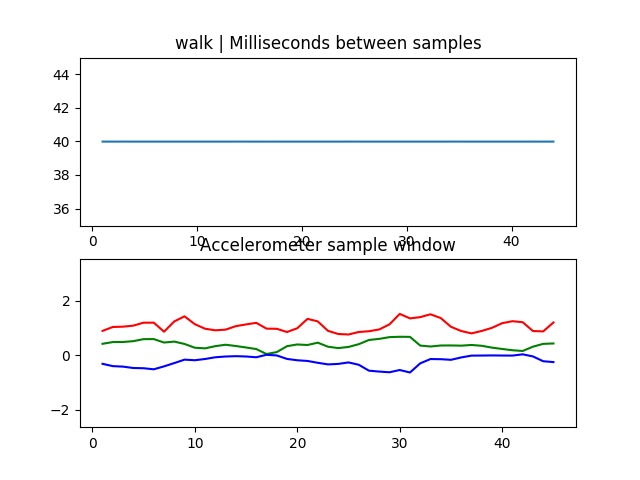 walk | Milliseconds between samples
44
42
40
38
36
0 10 20 30 40
Accelerometer sample window
2
0
−2
0 10 20 30 40